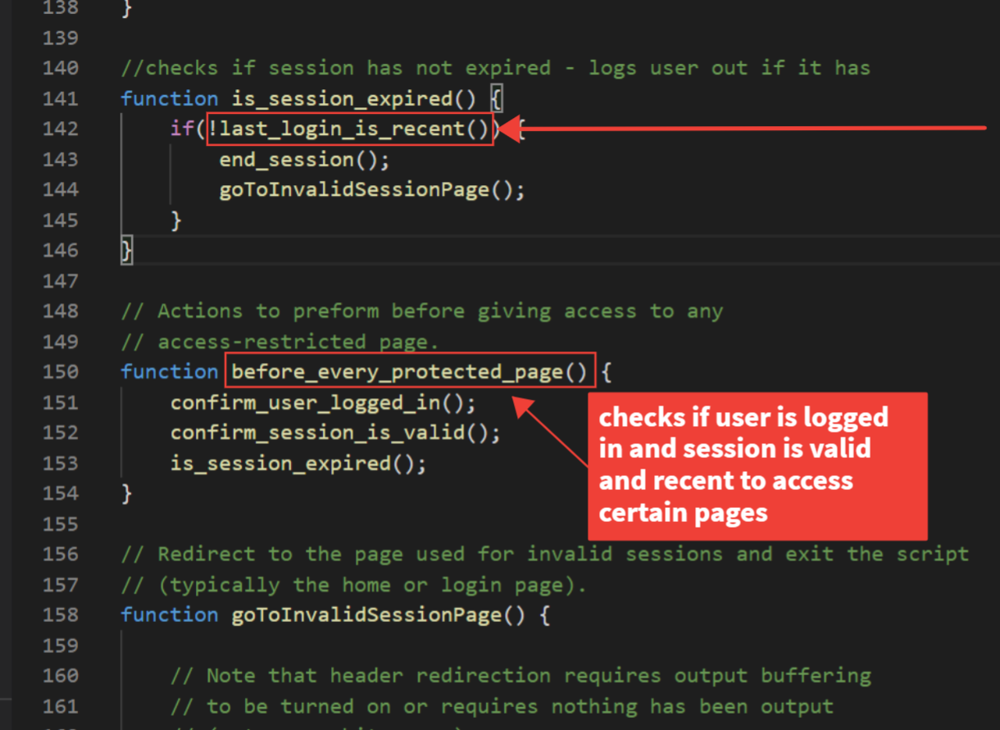 138 }
139
140 //checks if session has not expired - logs user out if it has
141 function is_session_expired() {
142 if(!last_login_is_recent()) {
143 end_session();
144 goToInvalidSessionPage();
145 }
146 }
147
148 // Actions to preform before giving access to any
149 // access-restricted page.
150 function before_every_protected_page() {
151 confirm_user_logged_in();
152 confirm_session_is_valid();
153 is_session_expired();
154 }
checks if user is logged
in and session is valid
and recent to access
certain pages
155
156 // Redirect to the page used for invalid sessions and exit the script
157 // (typically the home or login page).
158 function goToInvalidSessionPage() {
159
160 // Note that header redirection requires output buffering
161 // to be turned on or requires nothing has been output